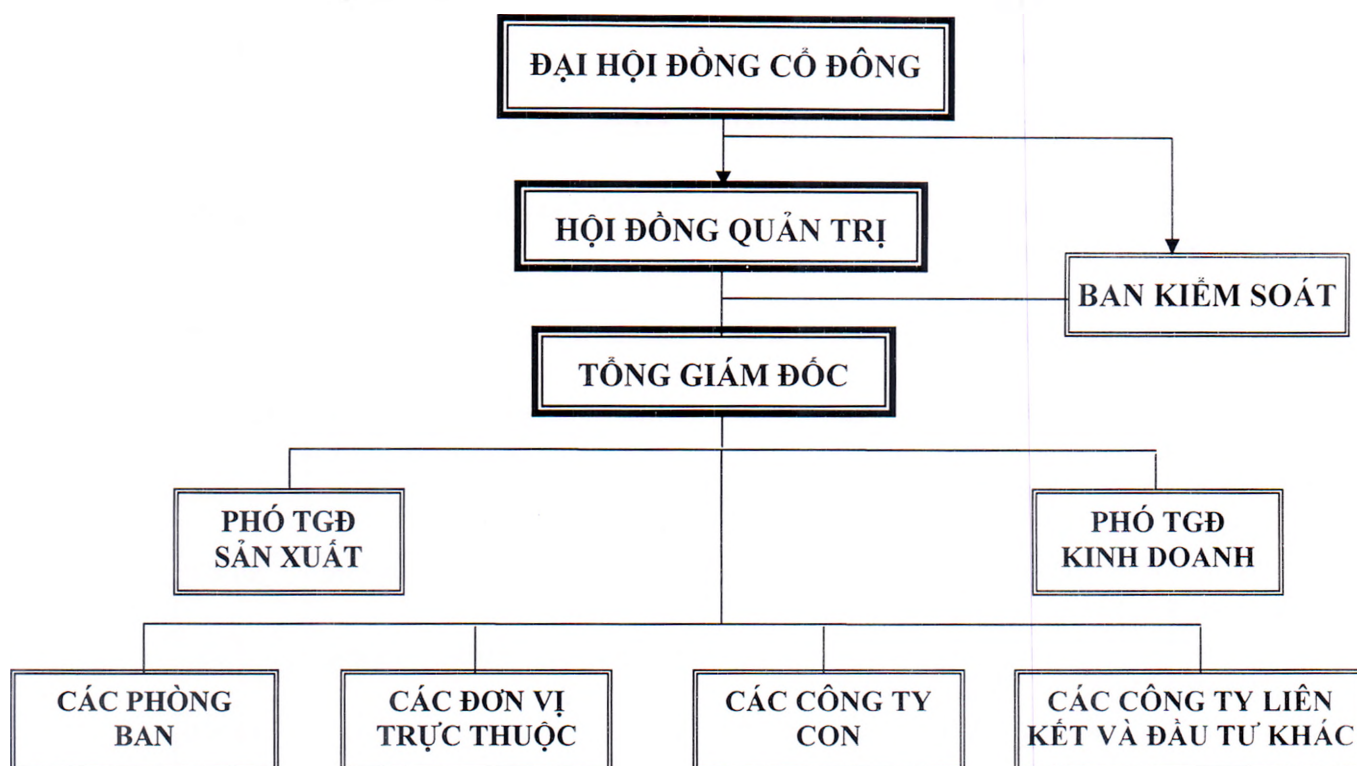 ĐẠI HỘI ĐỒNG CỔ ĐÔNG
HỘI ĐỒNG QUẢN TRỊ
BAN KIỂM SOÁT
TỔNG GIÁM ĐỐC
PHÓ TGĐ
SẢN XUẤT
PHÓ TGĐ
KINH DOANH
CÁC PHÒNG
BAN
CÁC ĐƠN VỊ
TRỰC THUỘC
CÁC CÔNG TY
CON
CÁC CÔNG TY LIÊN
KẾT VÀ ĐẦU TƯ KHÁC